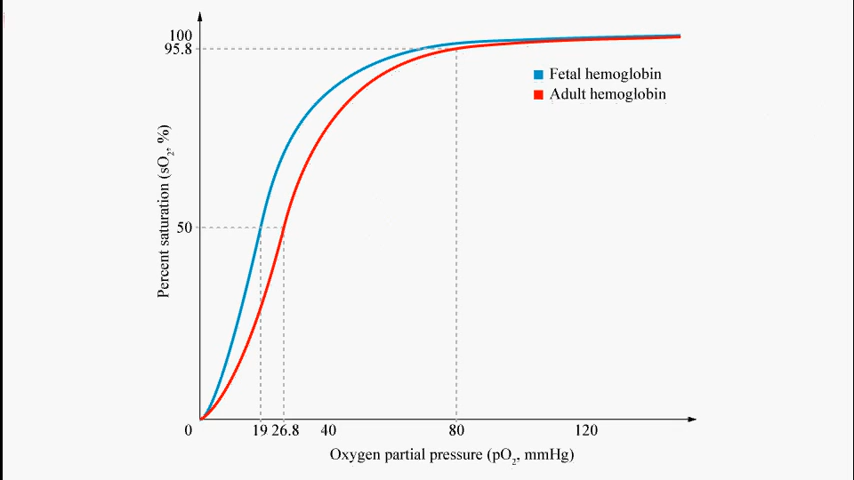 100
95.8
Fetal hemoglobin
Adult hemoglobin
Percent saturation (sO₂, %)
50
0 19 26.8 40 80 120
Oxygen partial pressure (pO₂, mmHg)